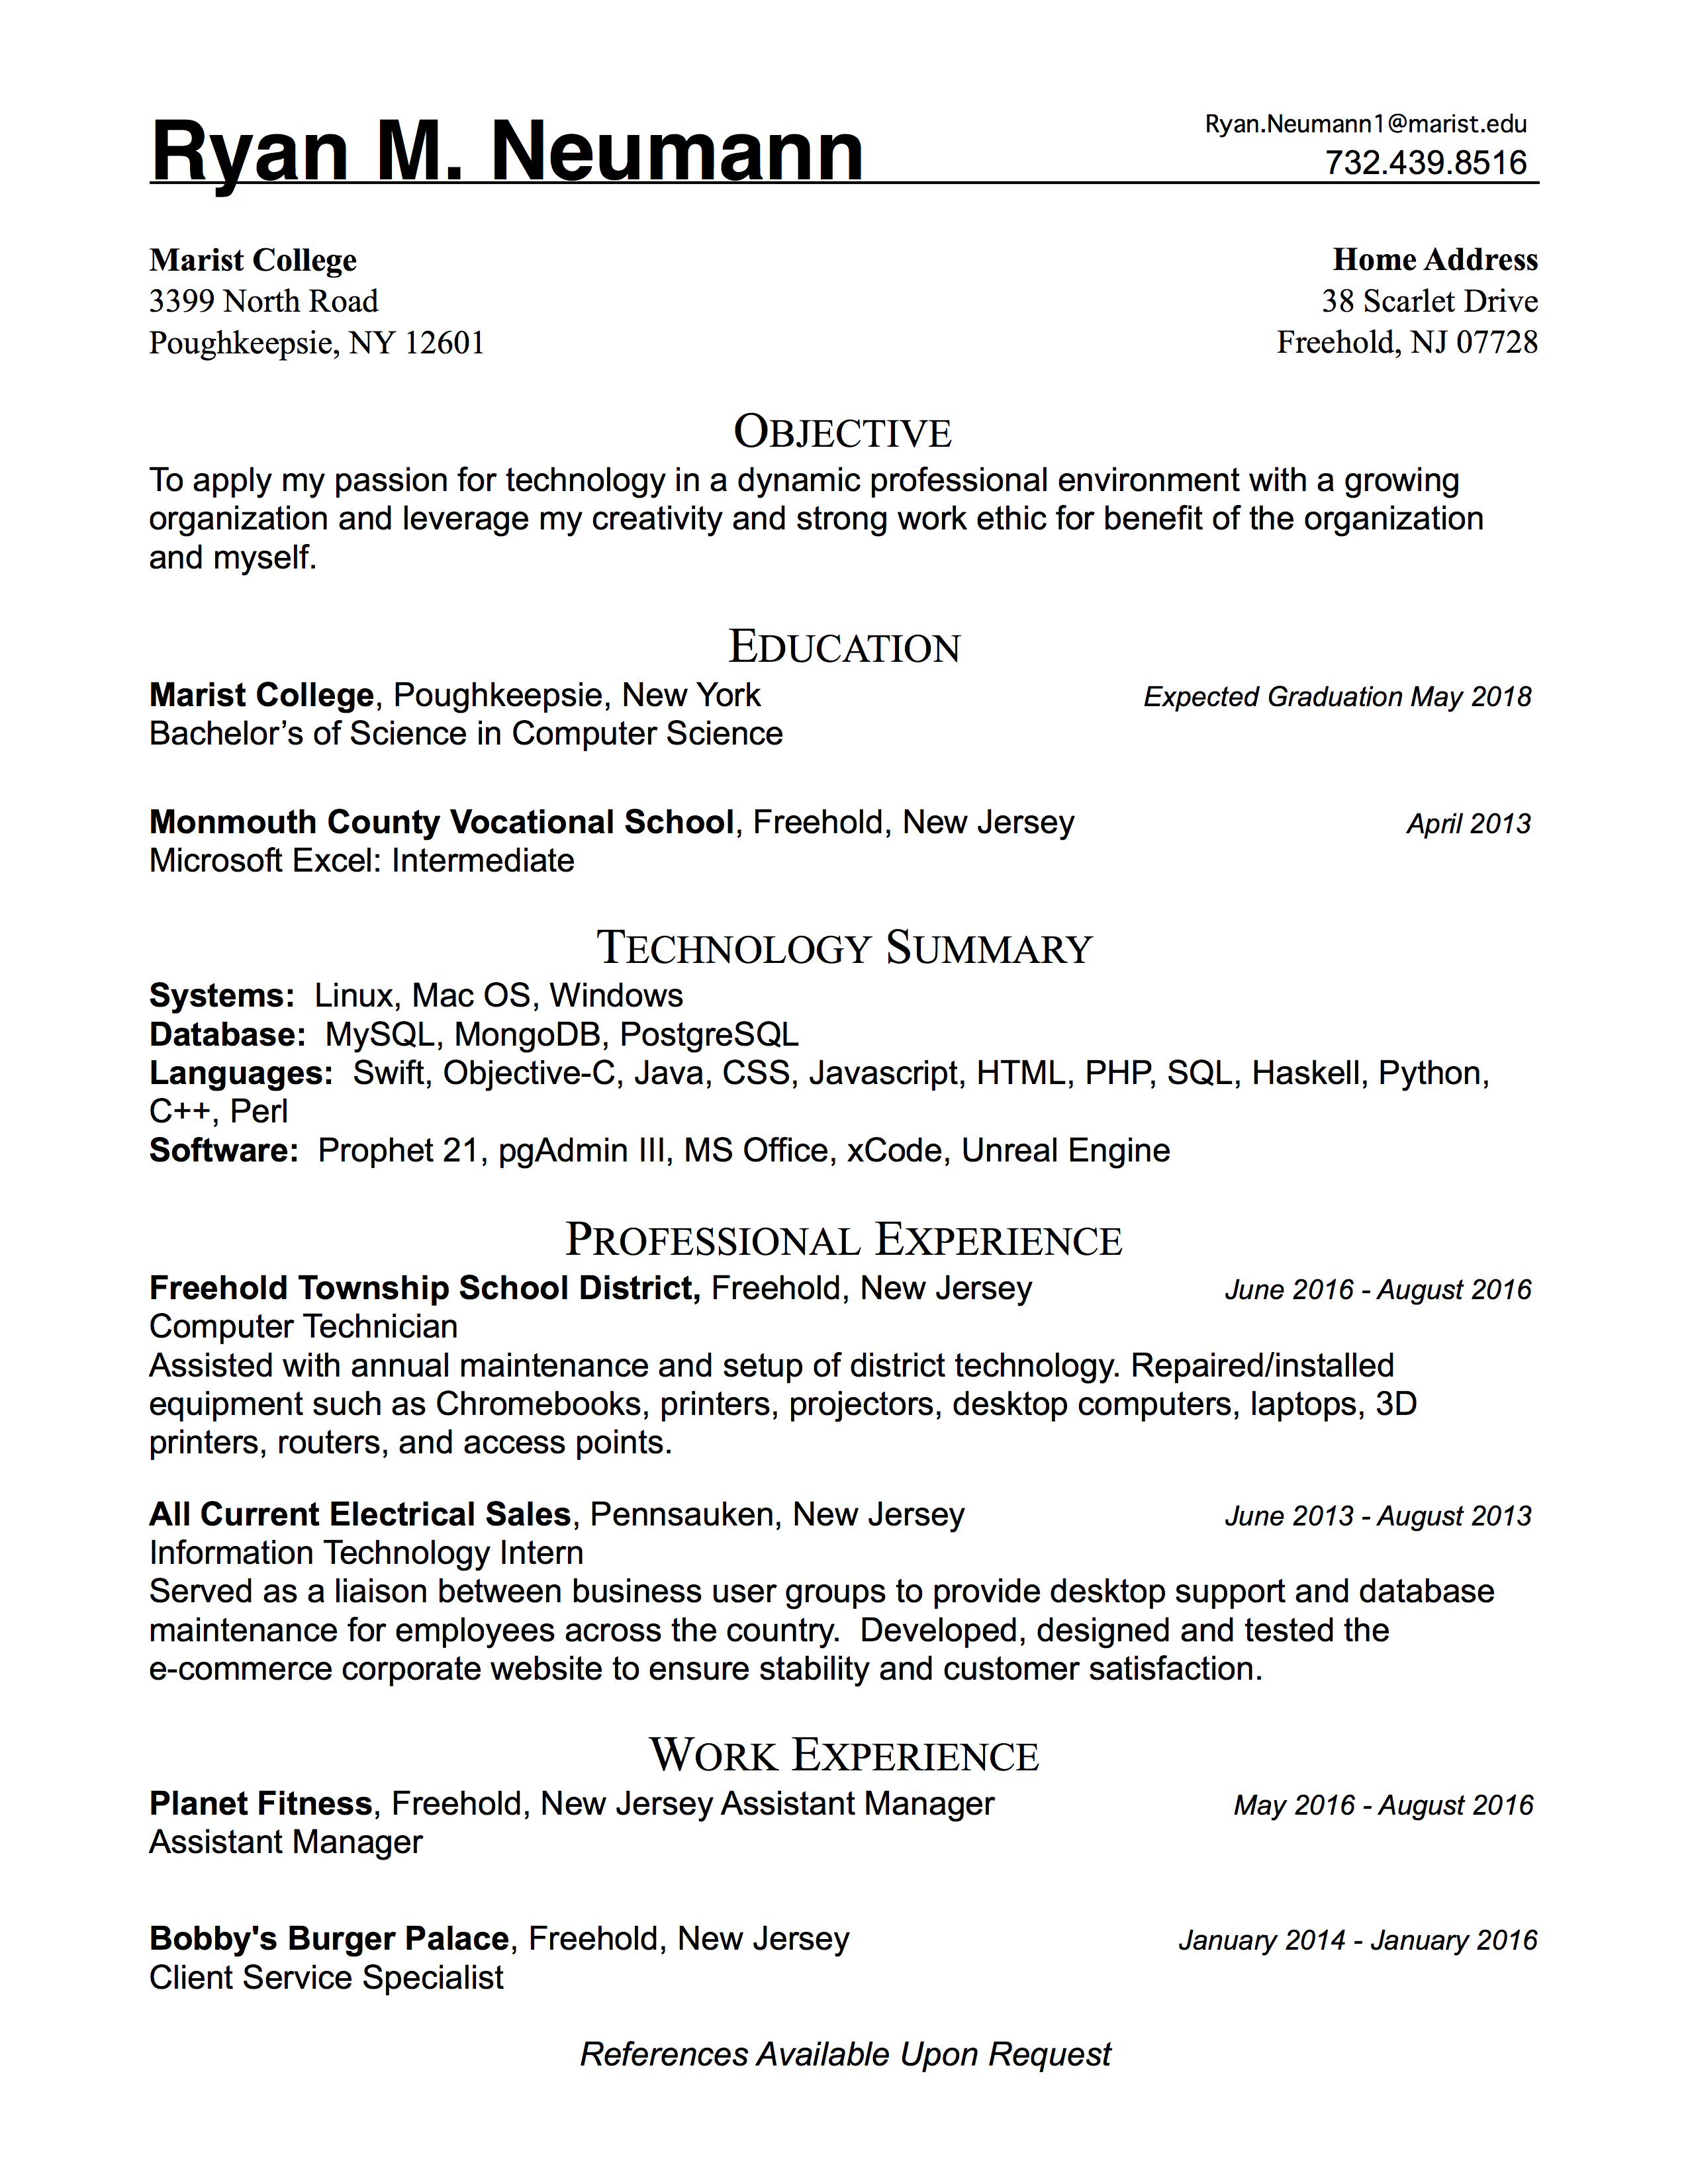 Ryan M. Neumann
Ryan.Neumann1@marist.edu
732.439.8516
Marist College
Home Address
3399 North Road
38 Scarlet Drive
Poughkeepsie, NY 12601
Freehold, NJ 07728
OBJECTIVE
To apply my passion for technology in a dynamic professional environment with a growing
organization and leverage my creativity and strong work ethic for benefit of the organization
and myself.
EDUCATION
Marist College, Poughkeepsie, New York Expected Graduation May 2018
Bachelor’s of Science in Computer Science
Monmouth County Vocational School, Freehold, New Jersey April 2013
Microsoft Excel: Intermediate
TECHNOLOGY SUMMARY
Systems:  Linux, Mac OS, Windows
Database:  MySQL, MongoDB, PostgreSQL
Languages:  Swift, Objective-C, Java, CSS, Javascript, HTML, PHP, SQL, Haskell, Python,
C++, Perl
Software:  Prophet 21, pgAdmin III, MS Office, xCode, Unreal Engine
PROFESSIONAL EXPERIENCE
Freehold Township School District, Freehold, New Jersey June 2016 - August 2016
Computer Technician
Assisted with annual maintenance and setup of district technology. Repaired/installed
equipment such as Chromebooks, printers, projectors, desktop computers, laptops, 3D
printers, routers, and access points.
All Current Electrical Sales, Pennsauken, New Jersey June 2013 - August 2013
Information Technology Intern
Served as a liaison between business user groups to provide desktop support and database
maintenance for employees across the country.  Developed, designed and tested the
e-commerce corporate website to ensure stability and customer satisfaction.
WORK EXPERIENCE
Planet Fitness, Freehold, New Jersey Assistant Manager May 2016 - August 2016
Assistant Manager
Bobby's Burger Palace, Freehold, New Jersey January 2014 - January 2016
Client Service Specialist
References Available Upon Request